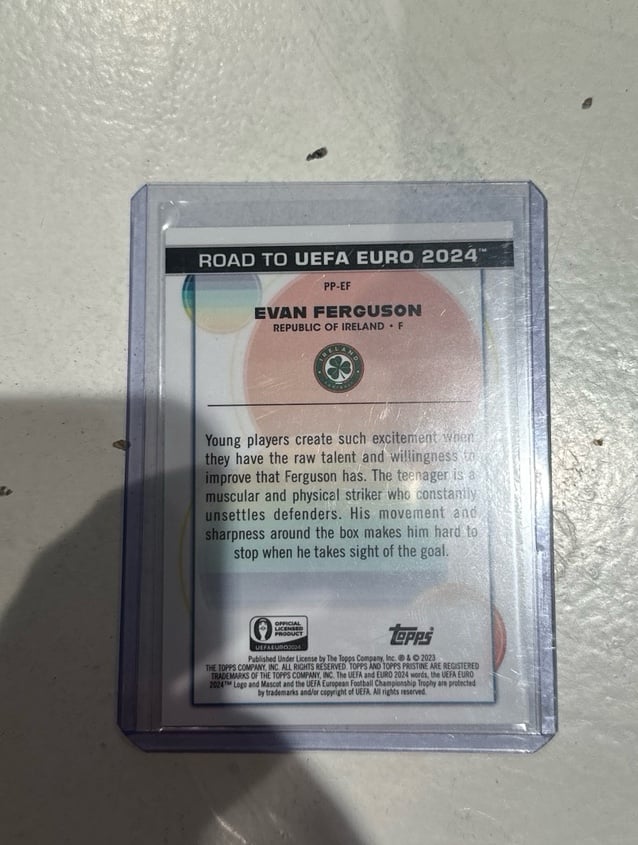 ROAD TO UEFA EURO 2024™
PP-EF
EVAN FERGUSON
REPUBLIC OF IRELAND • F
IRELAND
Young players create such excitement when
they have the raw talent and willingness to
improve that Ferguson has. The teenager is a
muscular and physical striker who constantly
unsettles defenders. His movement and
sharpness around the box makes him hard to
stop when he takes sight of the goal.
OFFICIAL
LICENSED
PRODUCT
UEFA EURO2024
Topps®
Published Under License by The Topps Company, Inc. ® & © 2023
THE TOPPS COMPANY, INC. ALL RIGHTS RESERVED. TOPPS AND TOPPS PRISTINE ARE REGISTERED
TRADEMARKS OF THE TOPPS COMPANY, INC. The UEFA and EURO 2024 words, the UEFA EURO
2024™ Logo and Mascot and the UEFA European Football Championship Trophy are protected
by trademarks and/or copyright of UEFA. All rights reserved.